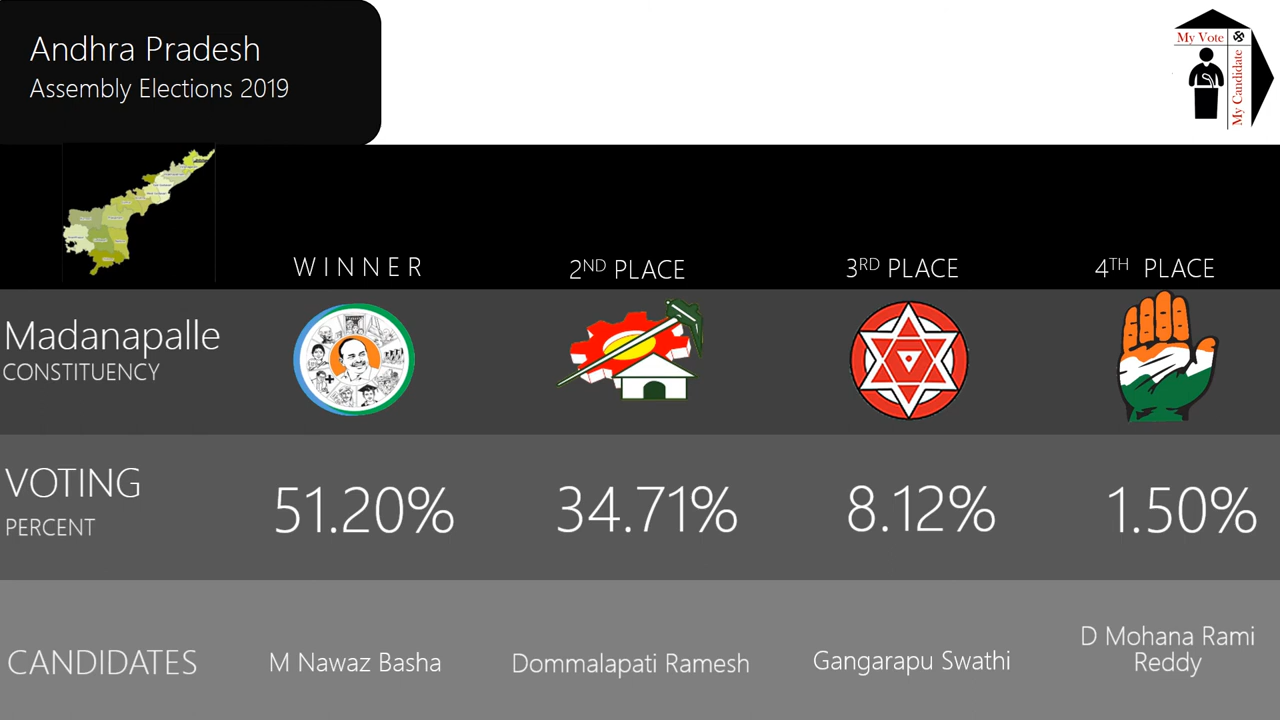 Andhra Pradesh
Assembly Elections 2019
My Vote
My Candidate
WINNER
2ND PLACE
3RD PLACE
4TH PLACE
Madanapalle
CONSTITUENCY
VOTING
PERCENT
51.20%
34.71%
8.12%
1.50%
CANDIDATES
M Nawaz Basha
Dommalapati Ramesh
Gangarapu Swathi
D Mohana Rami
Reddy